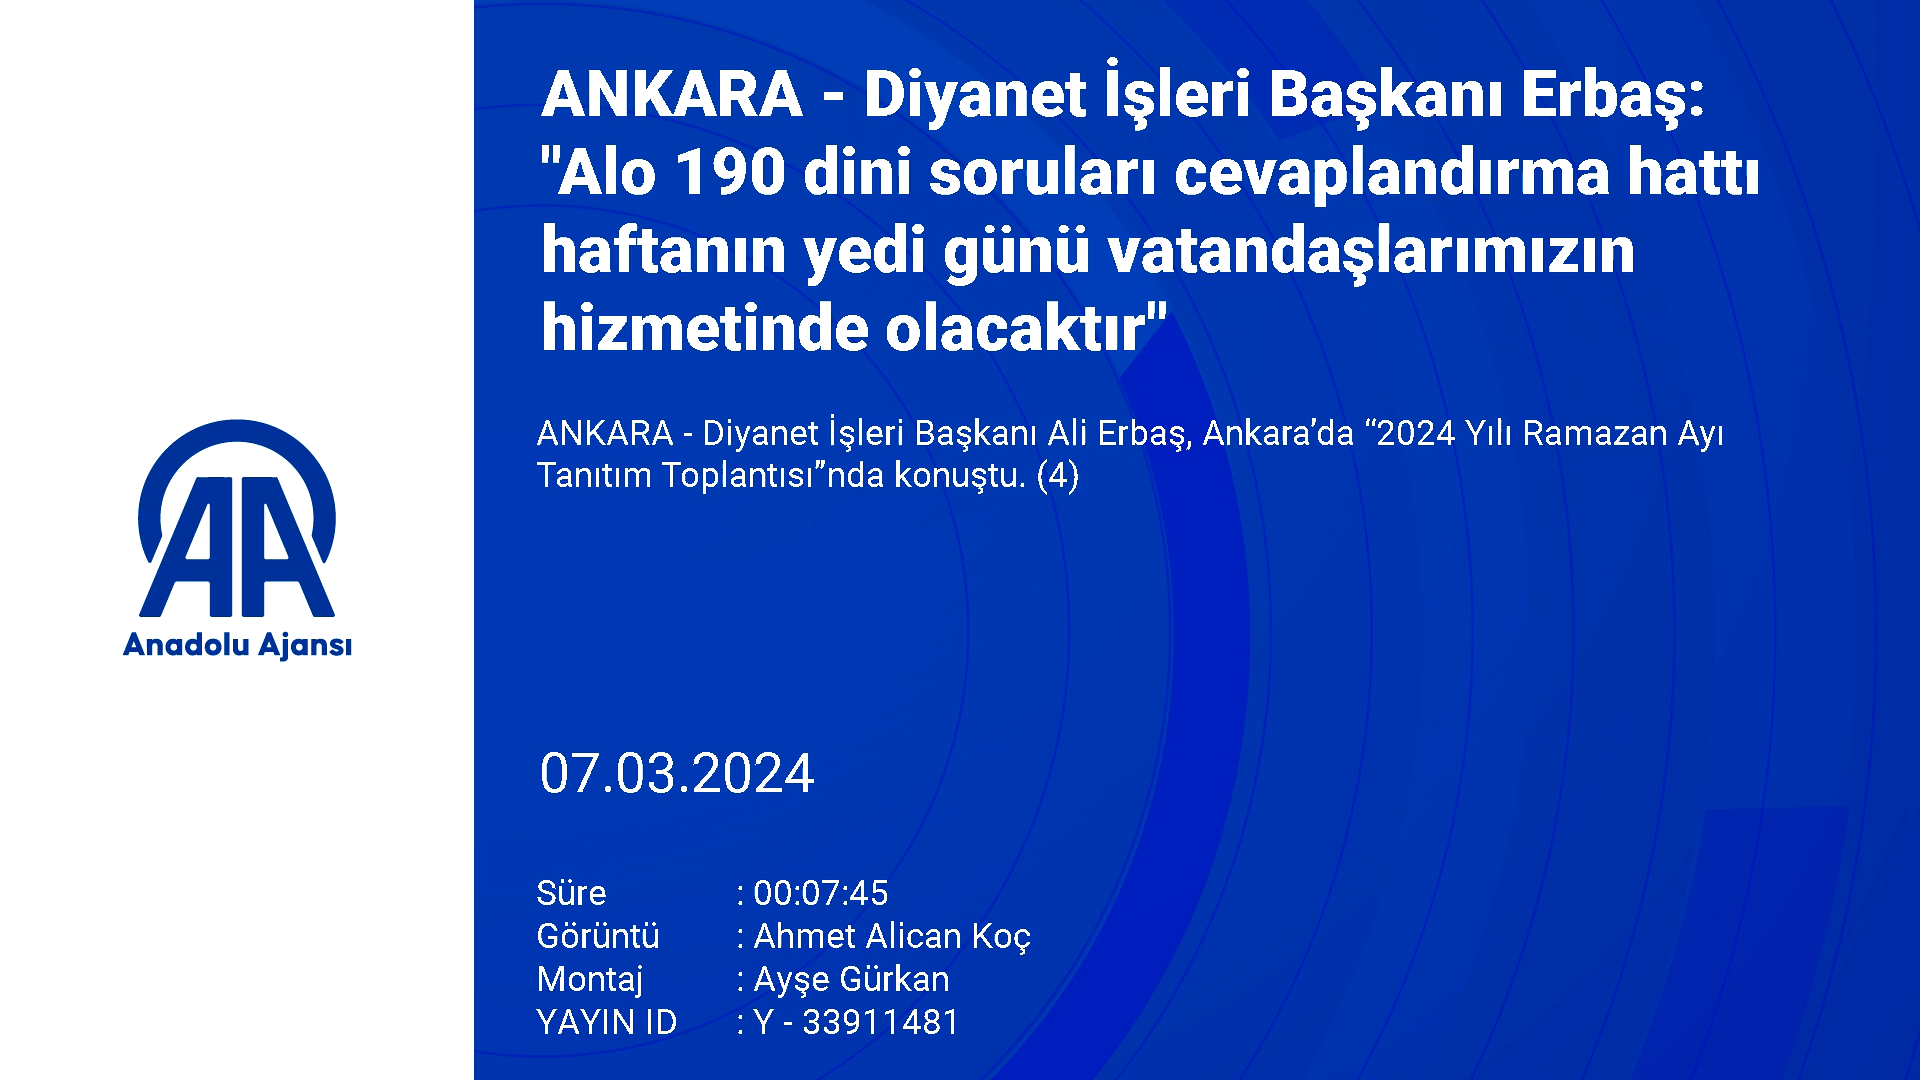 ANKARA - Diyanet İşleri Başkanı Erbaş:
"Alo 190 dini soruları cevaplandırma hattı
haftanın yedi günü vatandaşlarımızın
hizmetinde olacaktır"
ANKARA - Diyanet İşleri Başkanı Ali Erbaş, Ankara’da “2024 Yılı Ramazan Ayı
Tanıtım Toplantısı”nda konuştu. (4)
AA
Anadolu Ajansı
07.03.2024
Süre : 00:07:45
Görüntü : Ahmet Alican Koç
Montaj : Ayşe Gürkan
YAYIN ID : Y - 33911481